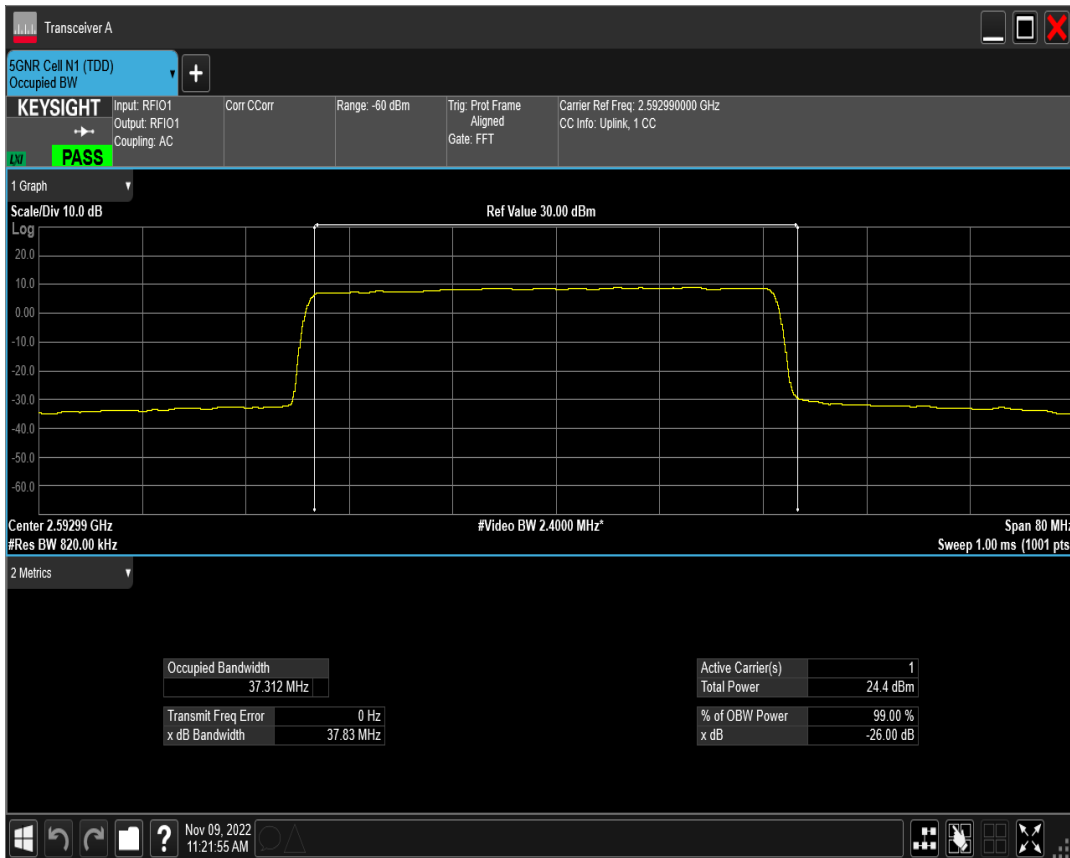 Transceiver A
5GNR Cell N1 (TDD)
Occupied BW
+
KEYSIGHT
LXI
PASS
Input: RFIO1
Output: RFIO1
Coupling: AC
Corr CCorr
Range: -60 dBm
Trig: Prot Frame
Aligned
Gate: FFT
Carrier Ref Freq: 2.592990000 GHz
CC Info: Uplink, 1 CC
1 Graph
Scale/Div 10.0 dB
Ref Value 30.00 dBm
Log
20.0
10.0
0.00
-10.0
-20.0
-30.0
-40.0
-50.0
-60.0
Center 2.59299 GHz
#Video BW 2.4000 MHz*
Span 80 MHz
#Res BW 820.00 kHz
Sweep 1.00 ms (1001 pts
2 Metrics
Occupied Bandwidth
37.312 MHz
Transmit Freq Error 0 Hz
x dB Bandwidth 37.83 MHz
Active Carrier(s) 1
Total Power 24.4 dBm
% of OBW Power 99.00 %
x dB -26.00 dB
?
Nov 09, 2022
11:21:55 AM